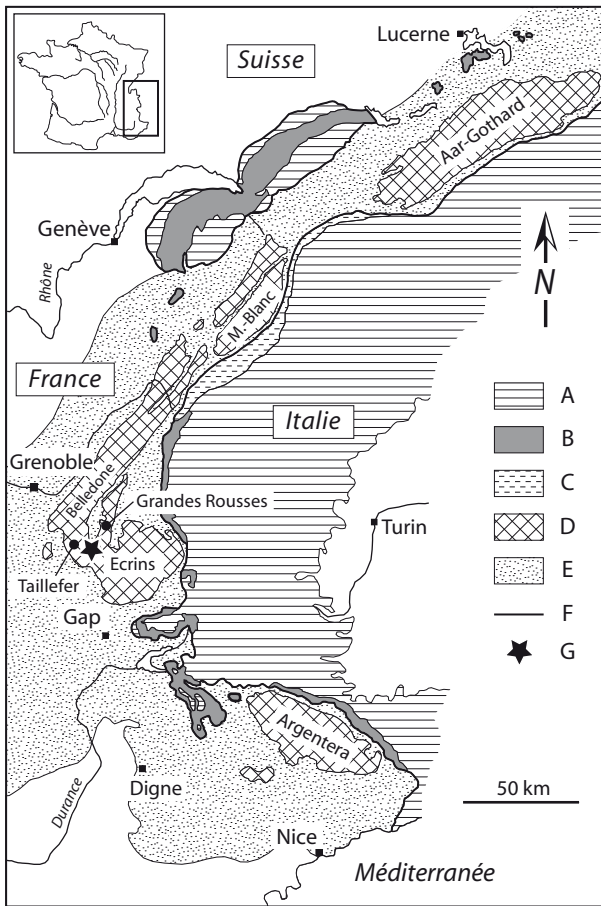 Lucerne
Suisse
Aar-Gothard
Genève
Rhône
N
M.-Blanc
France
Italie
A
B
C
D
E
F
G
Grenoble
Belledone
Grandes Rousses
Turin
Ecrins
Taillefer
Gap
Argentera
50 km
Digne
Durance
Nice
Méditerranée